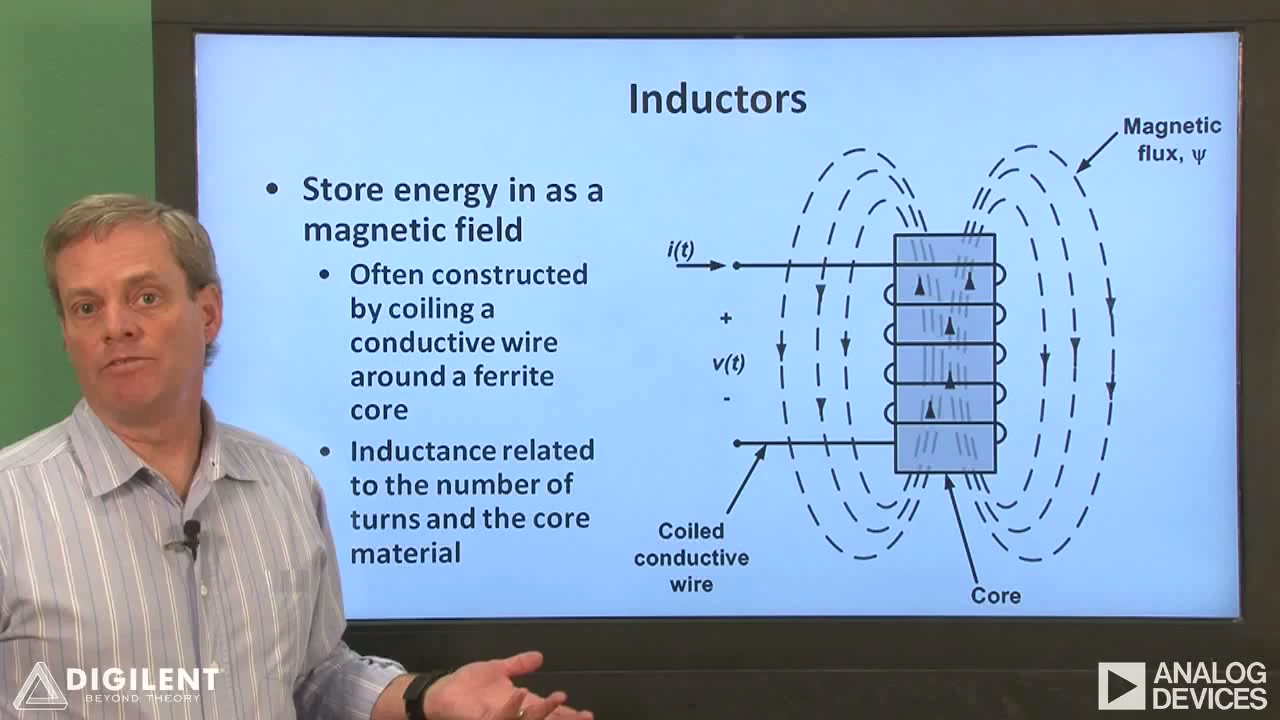 Inductors
• Store energy in as a
magnetic field
• Often constructed
by coiling a
conductive wire
around a ferrite
core
• Inductance related
to the number of
turns and the core
material
Magnetic
flux, ψ
i(t)
+
v(t)
-
Coiled
conductive
wire
Core
DIGILENT
BEYOND THEORY
ANALOG
DEVICES